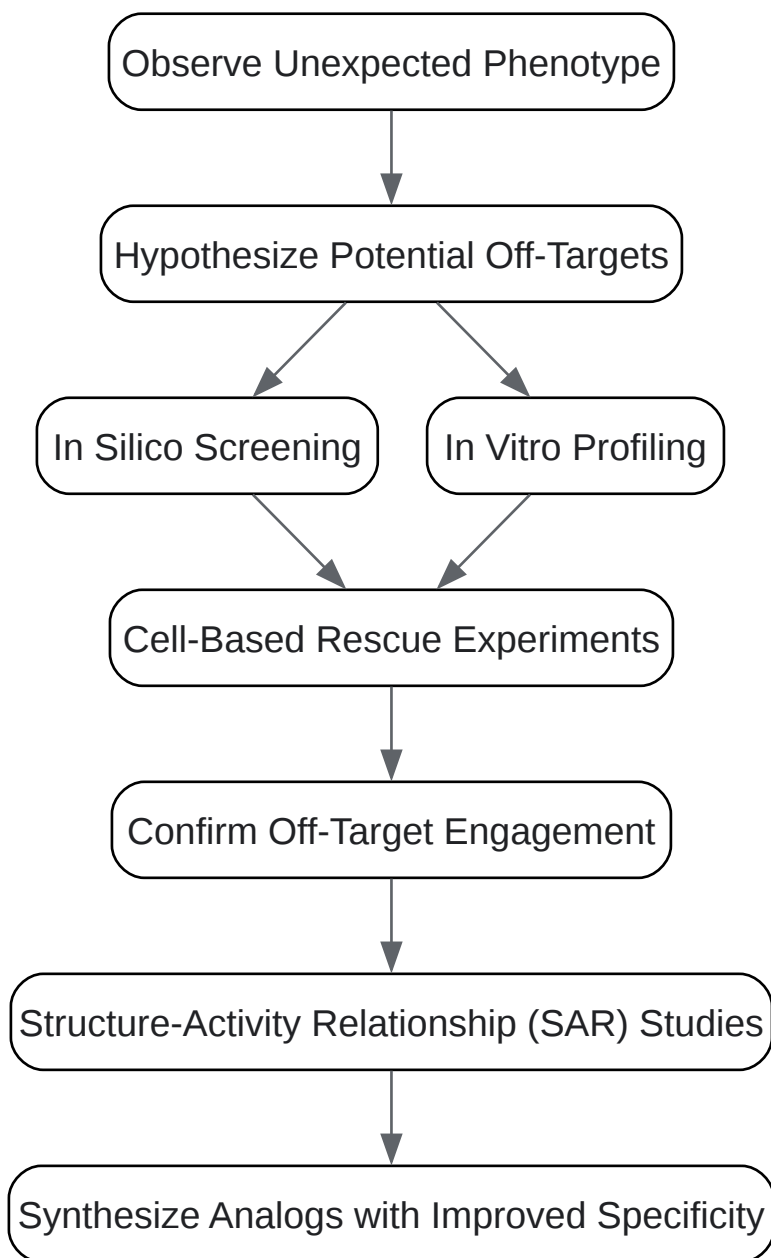 Observe Unexpected Phenotype
Hypothesize Potential Off-Targets
In Silico Screening
In Vitro Profiling
Cell-Based Rescue Experiments
Confirm Off-Target Engagement
Structure-Activity Relationship (SAR) Studies
Synthesize Analogs with Improved Specificity